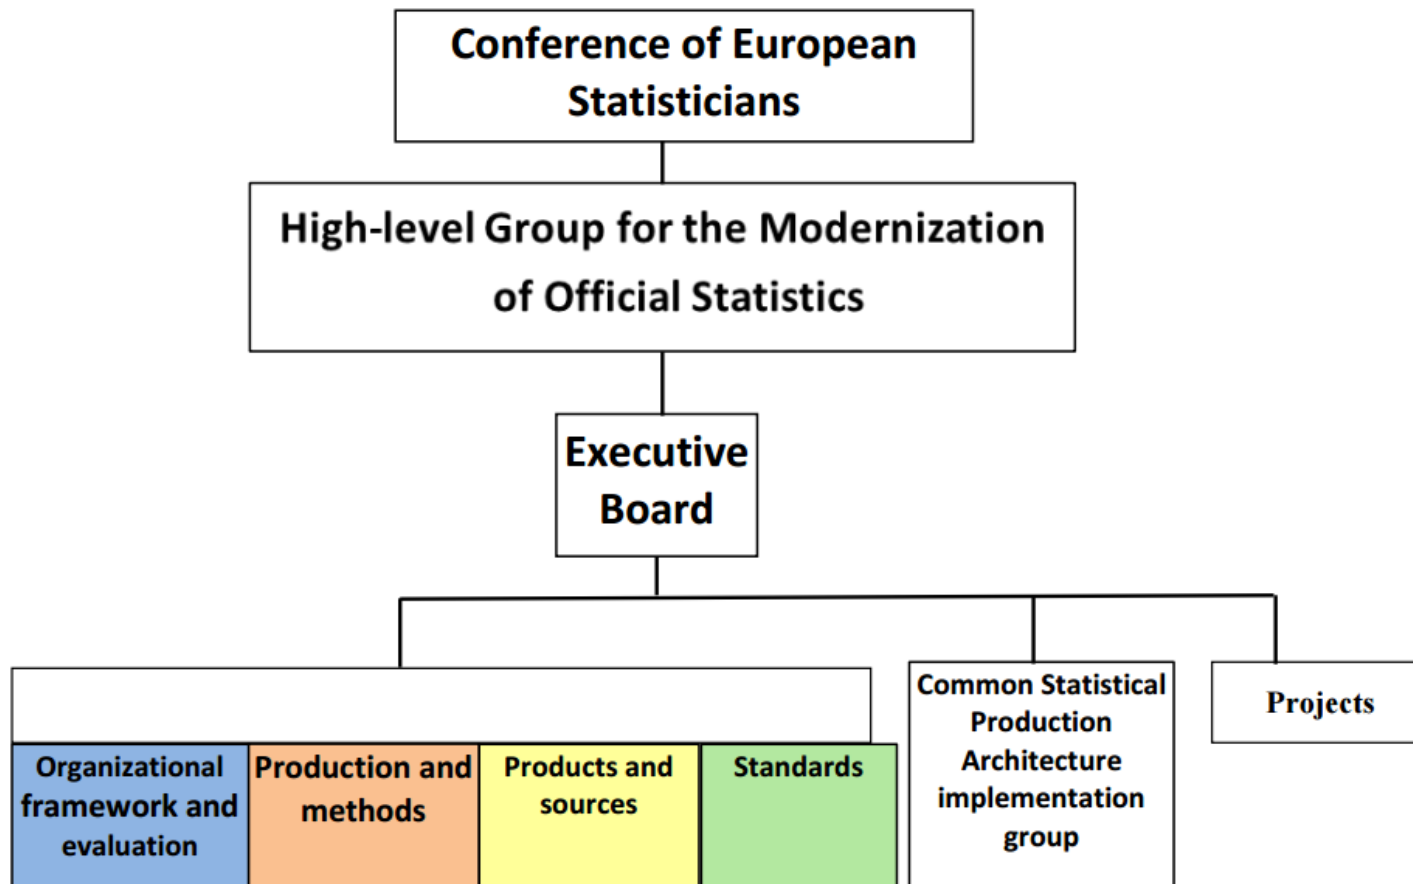 Conference of European
Statisticians
High-level Group for the Modernization
of Official Statistics
Executive
Board
Organizational
framework and
evaluation
Production and
methods
Products and
sources
Standards
Common Statistical
Production
Architecture
implementation
group
Projects